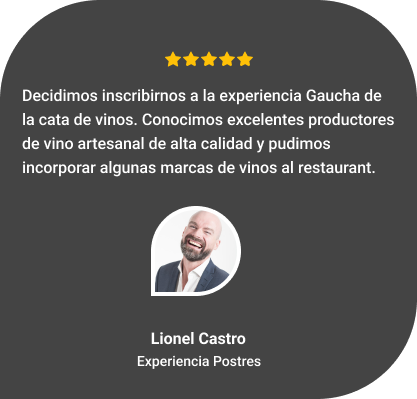 Decidimos inscribirnos a la experiencia Gaucha de
la cata de vinos. Conocimos excelentes productores
de vino artesanal de alta calidad y pudimos
incorporar algunas marcas de vinos al restaurant.
Lionel Castro
Experiencia Postres